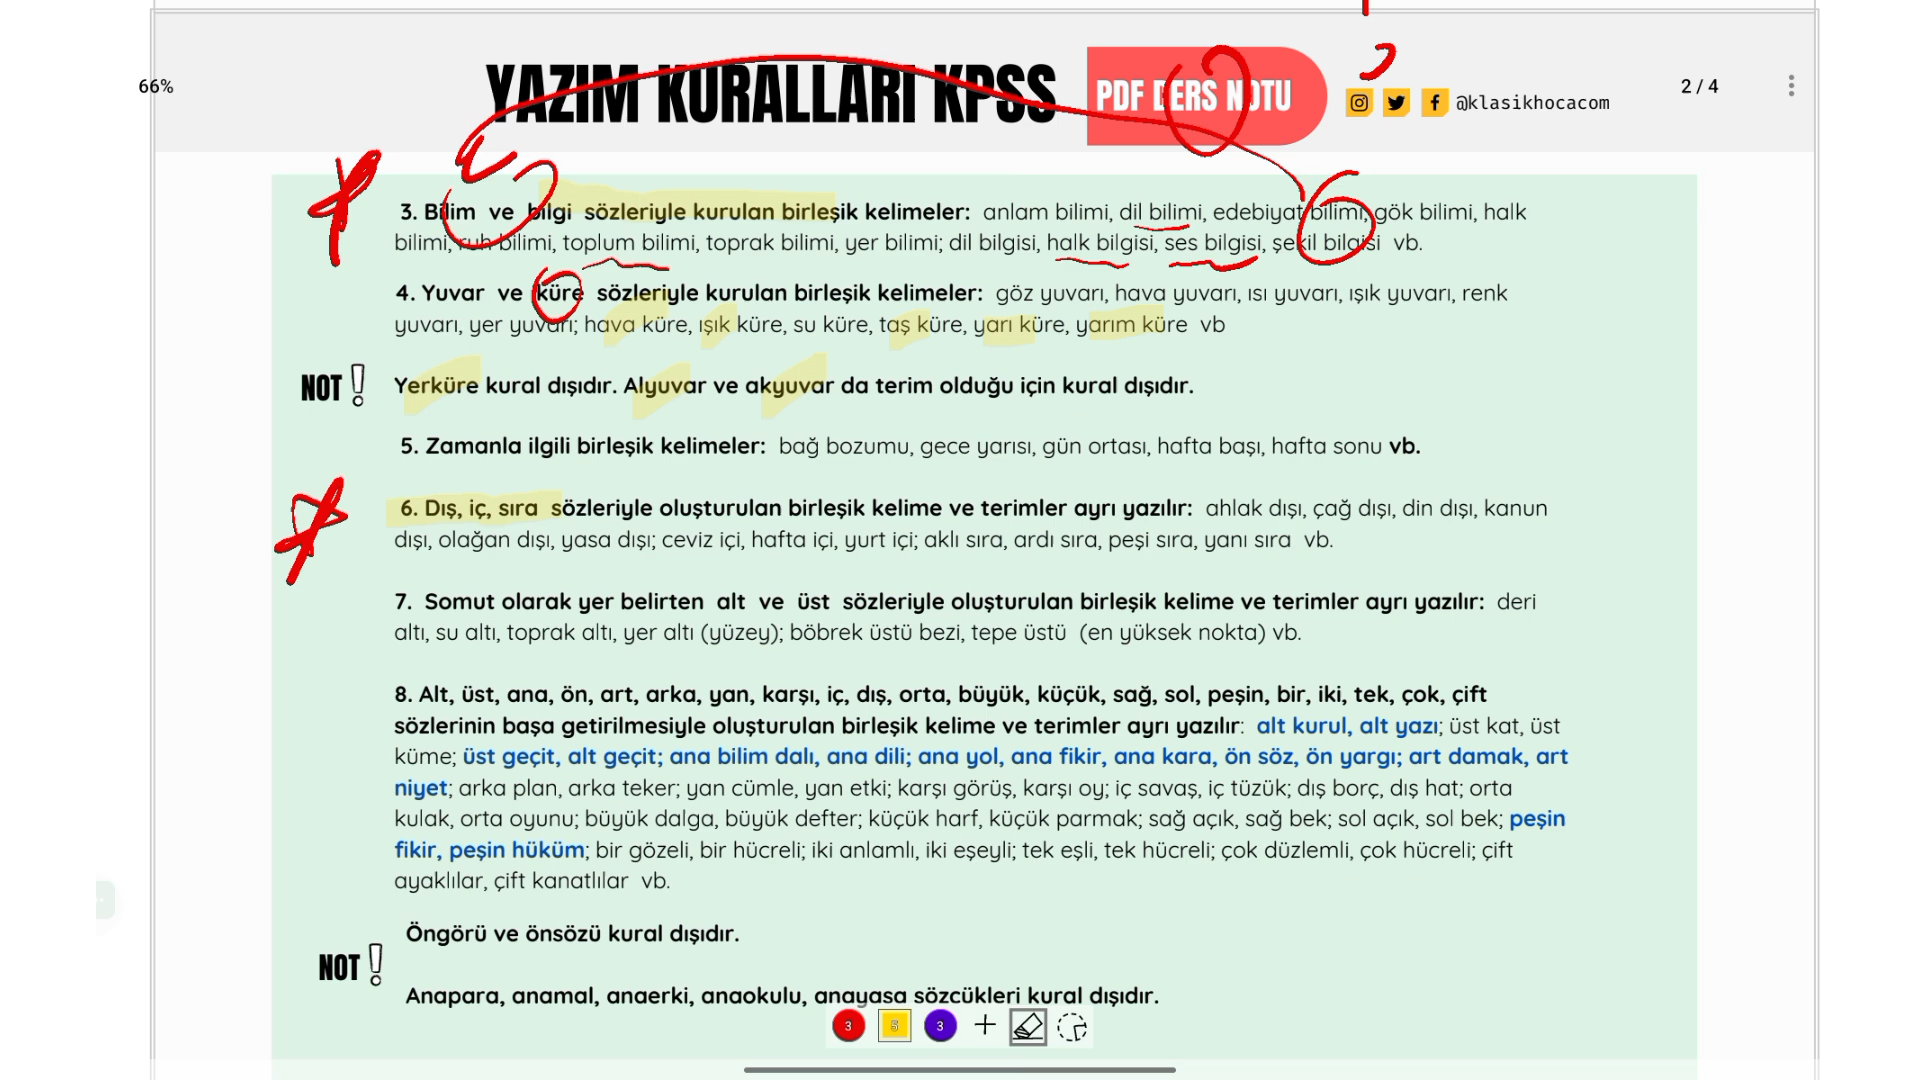 66%
YAZIM KURALLARI KPSS
PDF DERS NOTU
@klasikhocacom
2 / 4
3. Bilim ve bilgi sözleriyle kurulan birleşik kelimeler: anlam bilimi, dil bilimi, edebiyat bilimi, gök bilimi, halk
bilimi, ruh bilimi, toplum bilimi, toprak bilimi, yer bilimi; dil bilgisi, halk bilgisi, ses bilgisi, şekil bilgisi vb.
4. Yuvar ve küre sözleriyle kurulan birleşik kelimeler: göz yuvarı, hava yuvarı, ısı yuvarı, ışık yuvarı, renk
yuvarı, yer yuvarı; hava küre, ışık küre, su küre, taş küre, yarı küre, yarım küre vb
NOT !
Yerküre kural dışıdır. Alyuvar ve akyuvar da terim olduğu için kural dışıdır.
5. Zamanla ilgili birleşik kelimeler: bağ bozumu, gece yarısı, gün ortası, hafta başı, hafta sonu vb.
6. Dış, iç, sıra sözleriyle oluşturulan birleşik kelime ve terimler ayrı yazılır: ahlak dışı, çağ dışı, din dışı, kanun
dışı, olağan dışı, yasa dışı; ceviz içi, hafta içi, yurt içi; aklı sıra, ardı sıra, peşi sıra, yanı sıra vb.
7. Somut olarak yer belirten alt ve üst sözleriyle oluşturulan birleşik kelime ve terimler ayrı yazılır: deri
altı, su altı, toprak altı, yer altı (yüzey); böbrek üstü bezi, tepe üstü (en yüksek nokta) vb.
8. Alt, üst, ana, ön, art, arka, yan, karşı, iç, dış, orta, büyük, küçük, sağ, sol, peşin, bir, iki, tek, çok, çift
sözlerinin başa getirilmesiyle oluşturulan birleşik kelime ve terimler ayrı yazılır: alt kurul, alt yazı; üst kat, üst
küme; üst geçit, alt geçit; ana bilim dalı, ana dili; ana yol, ana fikir, ana kara, ön söz, ön yargı; art damak, art
niyet; arka plan, arka teker; yan cümle, yan etki; karşı görüş, karşı oy; iç savaş, iç tüzük; dış borç, dış hat; orta
kulak, orta oyunu; büyük dalga, büyük defter; küçük harf, küçük parmak; sağ açık, sağ bek; sol açık, sol bek; peşin
fikir, peşin hüküm; bir gözeli, bir hücreli; iki anlamlı, iki eşeyli; tek eşli, tek hücreli; çok düzlemli, çok hücreli; çift
ayaklılar, çift kanatlılar vb.
Öngörü ve önsözü kural dışıdır.
NOT !
Anapara, anamal, anaerki, anaokulu, anayasa sözcükleri kural dışıdır.
3
5
3